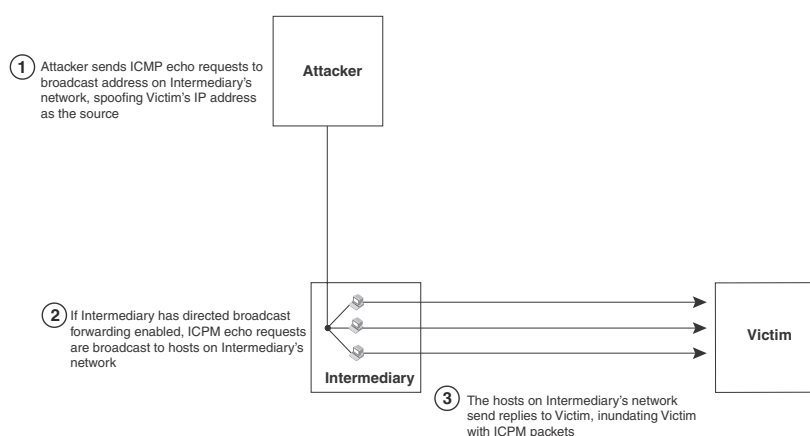 1
Attacker sends ICMP echo requests to
broadcast address on Intermediary's
network, spoofing Victim's IP address
as the source
Attacker
2
If Intermediary has directed broadcast
forwarding enabled, ICPM echo requests
are broadcast to hosts on Intermediary's
network
Intermediary
Victim
3
The hosts on Intermediary's network
send replies to Victim, inundating Victim
with ICPM packets